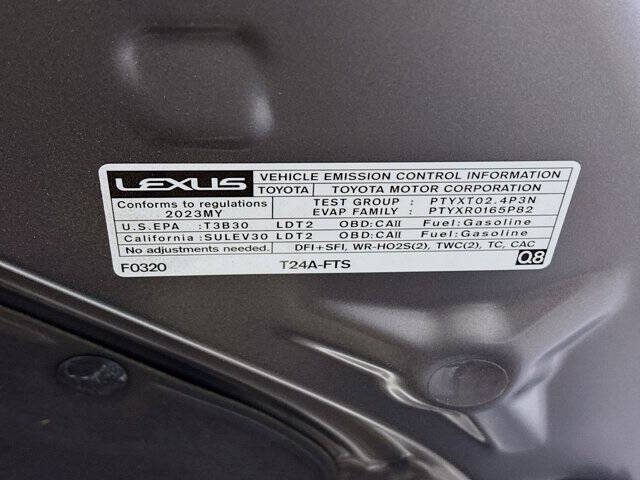 LEXUS VEHICLE EMISSION CONTROL INFORMATION
TOYOTA TOYOTA MOTOR CORPORATION
Conforms to regulations TEST GROUP : PTYXT02.4P3N
2023MY EVAP FAMILY : PTYXR0165P82
U.S.EPA :T3B30 LDT2 OBD:CAII Fuel:Gasoline
California :SULEV30 LDT2 OBD:CAII Fuel:Gasoline
No adjustments needed. DFI+SFI, WR-HO2S(2), TWC(2), TC, CAC
F0320 T24A-FTS Q8